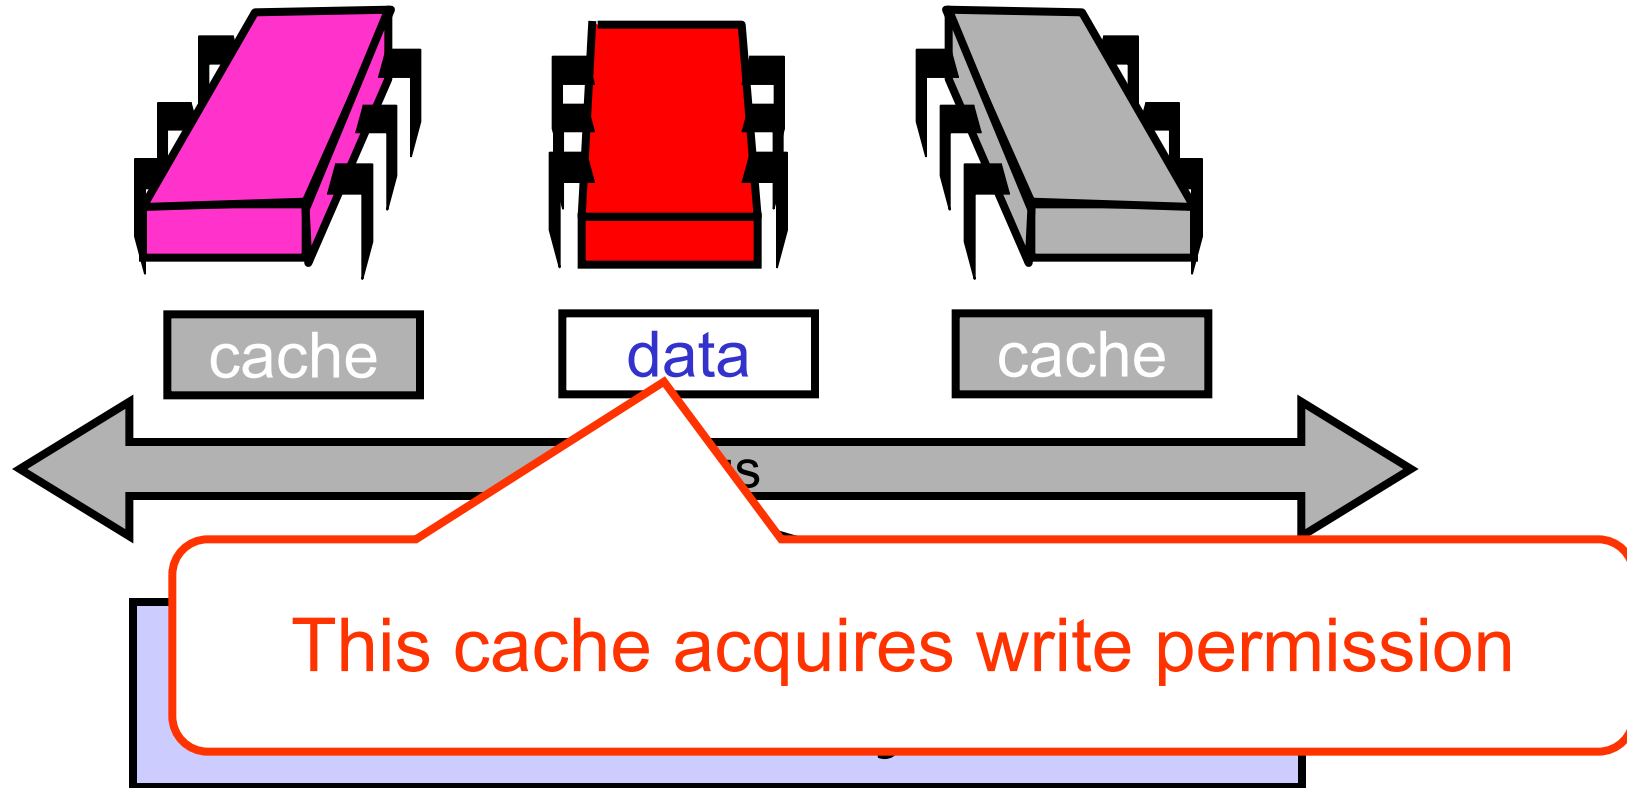 cache
data
cache
This cache acquires write permission